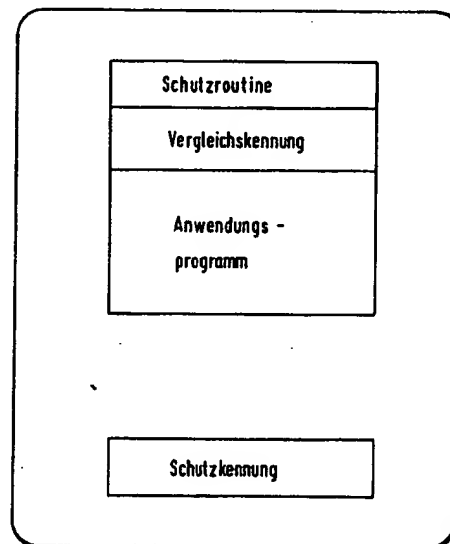 Schutzroutine
Vergleichskennung
Anwendungs -
programm
Schutzkennung